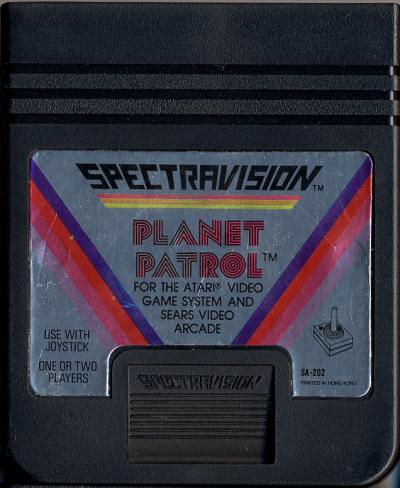 SPECTRAVISION™
PLANET
PATROL™
FOR THE ATARI® VIDEO
GAME SYSTEM AND
SEARS VIDEO
ARCADE
USE WITH
JOYSTICK
ONE OR TWO
PLAYERS
SA-202
PRINTED IN HONG KONG
SPECTRAVISION